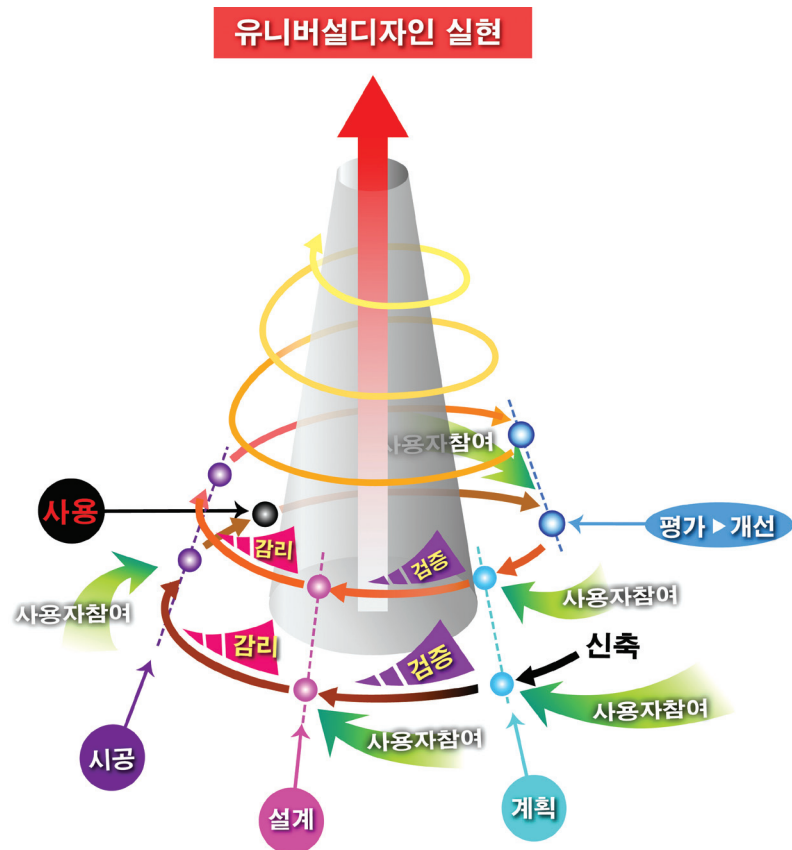 유니버설디자인 실현
사용자참여
사용
평가 ▶ 개선
감리
검증
사용자참여
사용자참여
감리
검증
신축
사용자참여
사용자참여
시공
설계
계획